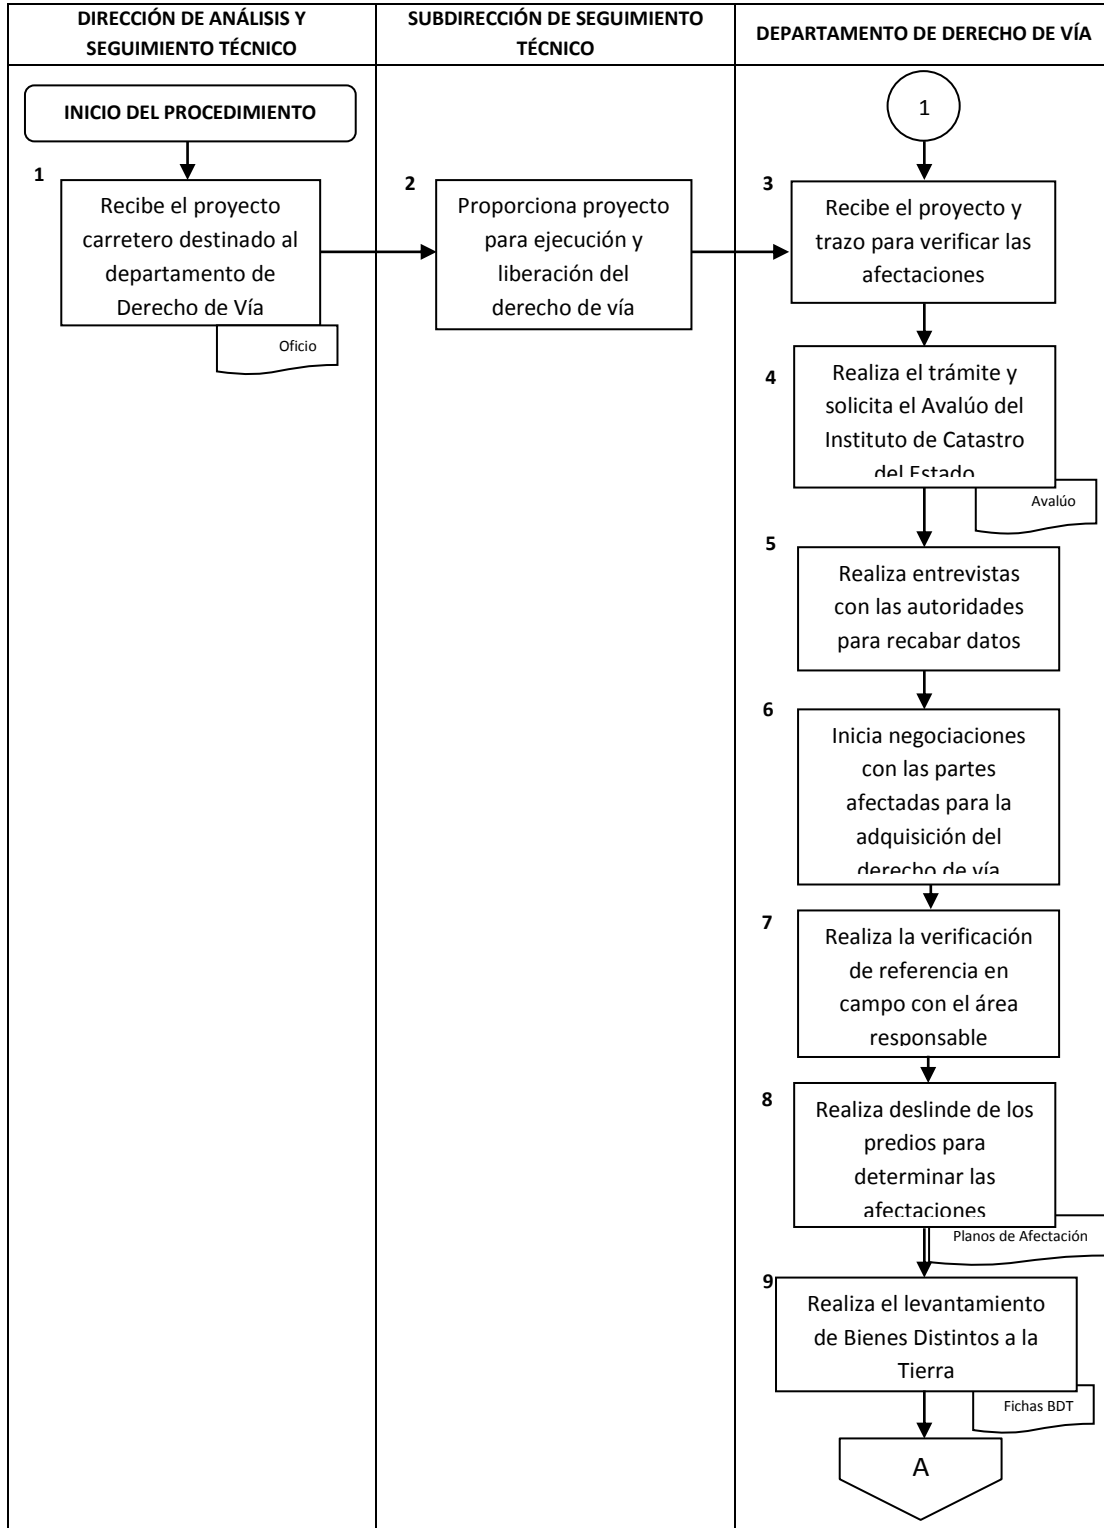 DIRECCIÓN DE ANÁLISIS Y
SEGUIMIENTO TÉCNICO
SUBDIRECCIÓN DE SEGUIMIENTO
TÉCNICO
DEPARTAMENTO DE DERECHO DE VÍA
INICIO DEL PROCEDIMIENTO
1
Recibe el proyecto
carretero destinado al
departamento de
Derecho de Vía
Oficio
2
Proporciona proyecto
para ejecución y
liberación del
derecho de vía
1
3
Recibe el proyecto y
trazo para verificar las
afectaciones
4
Realiza el trámite y
solicita el Avalúo del
Instituto de Catastro
del Estado
Avalúo
5
Realiza entrevistas
con las autoridades
para recabar datos
6
Inicia negociaciones
con las partes
afectadas para la
adquisición del
derecho de vía
7
Realiza la verificación
de referencia en
campo con el área
responsable
8
Realiza deslinde de los
predios para
determinar las
afectaciones
Planos de Afectación
9
Realiza el levantamiento
de Bienes Distintos a la
Tierra
Fichas BDT
A